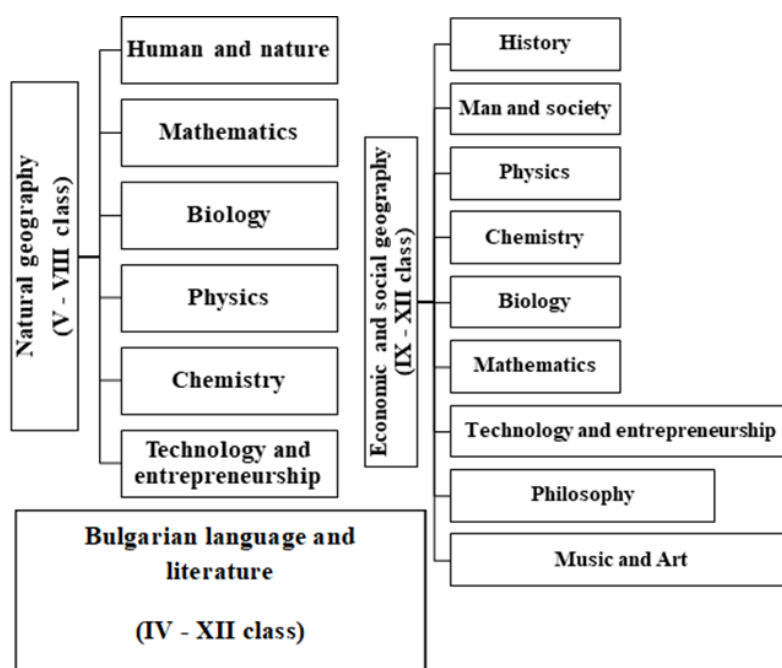 Natural geography
(V - VIII class)
Human and nature
Mathematics
Biology
Physics
Chemistry
Technology and
entrepreneurship
Bulgarian language and
literature
(IV - XII class)
Economic and social geography
(IX - XII class)
History
Man and society
Physics
Chemistry
Biology
Mathematics
Technology and entrepreneurship
Philosophy
Music and Art